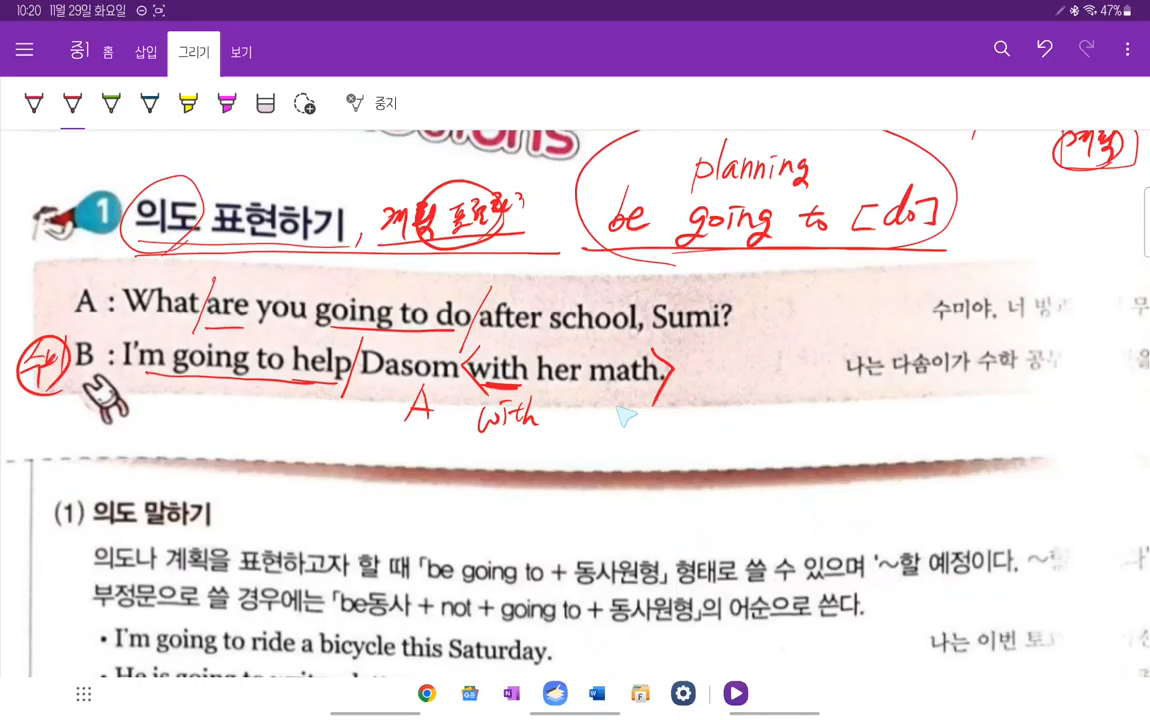 10:20 11월 29일 화요일 47%
중1 홈 삽입 그리기 보기
중지
planning
계획
1 의도 표현하기, 계획 be going to [do]
A : What are you going to do after school, Sumi? 수미야, 너
수미 B : I'm going to help Dasom with her math. 나는 다솜이가 수학
A with
(1) 의도 말하기
의도나 계획을 표현하고자 할 때 「be going to + 동사원형」 형태로 쓸 수 있으며 '~할 예정이다,
부정문으로 쓸 경우에는 「be동사 + not + going to + 동사원형」의 어순으로 쓴다.
• I'm going to ride a bicycle this Saturday. 나는 이번